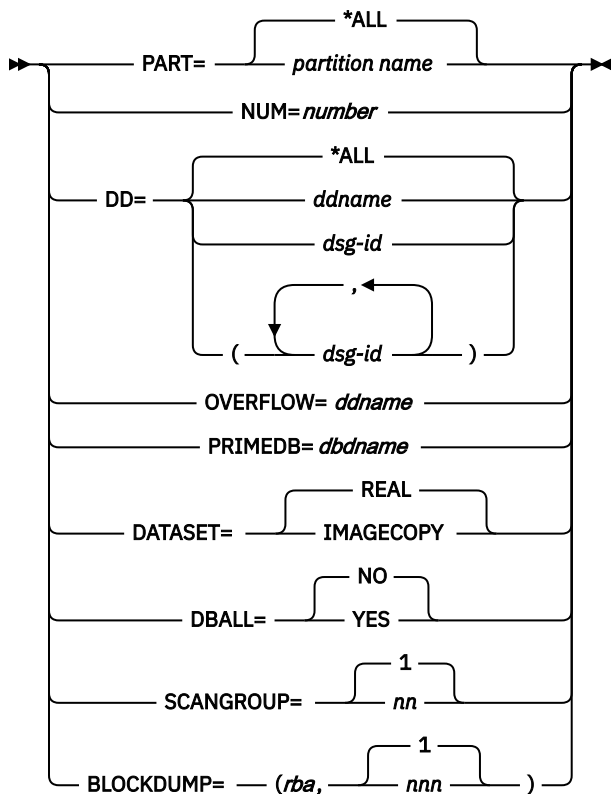 *ALL
PART= partition name
NUM=number
*ALL
DD= ddname
dsg-id
,
( dsg-id )
OVERFLOW= ddname
PRIMEDB= dbdname
REAL
DATASET= IMAGECOPY
NO
DBALL= YES
1
SCANGROUP= nn
1
BLOCKDUMP= (rba, nnn )